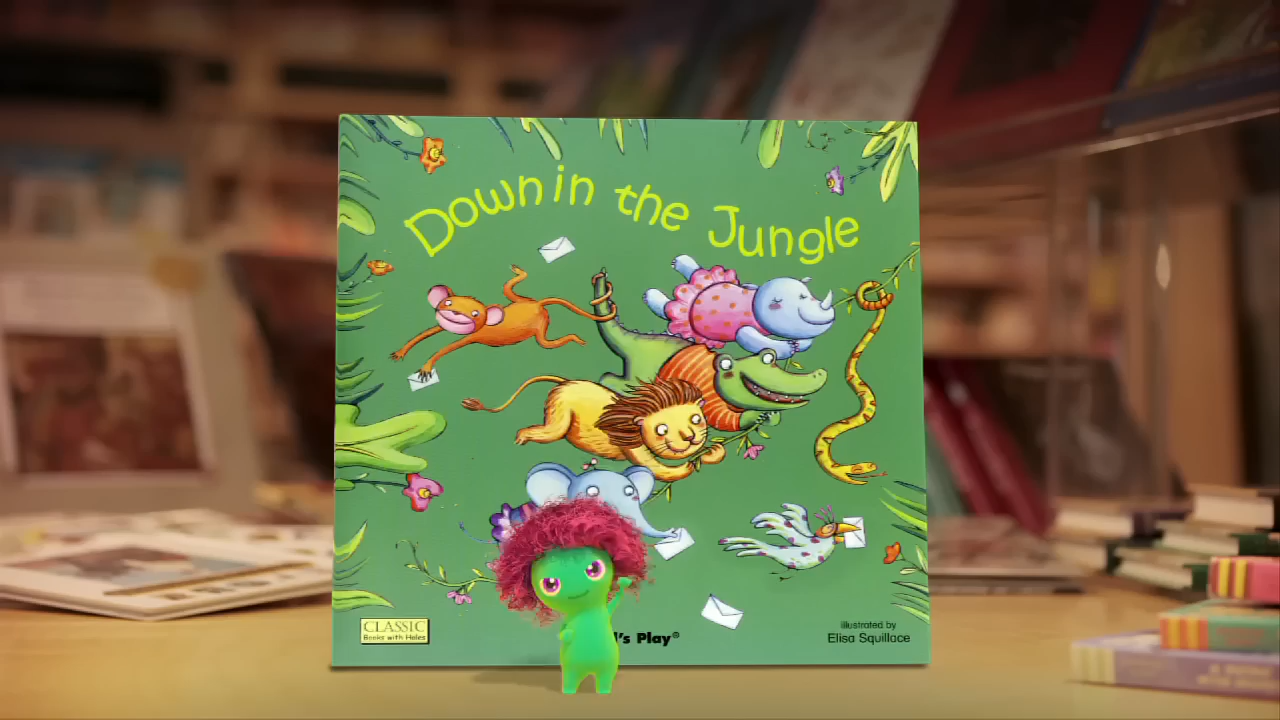 Down in the Jungle
CLASSIC
Books with Holes
l's Play®
illustrated by
Elisa Squillace